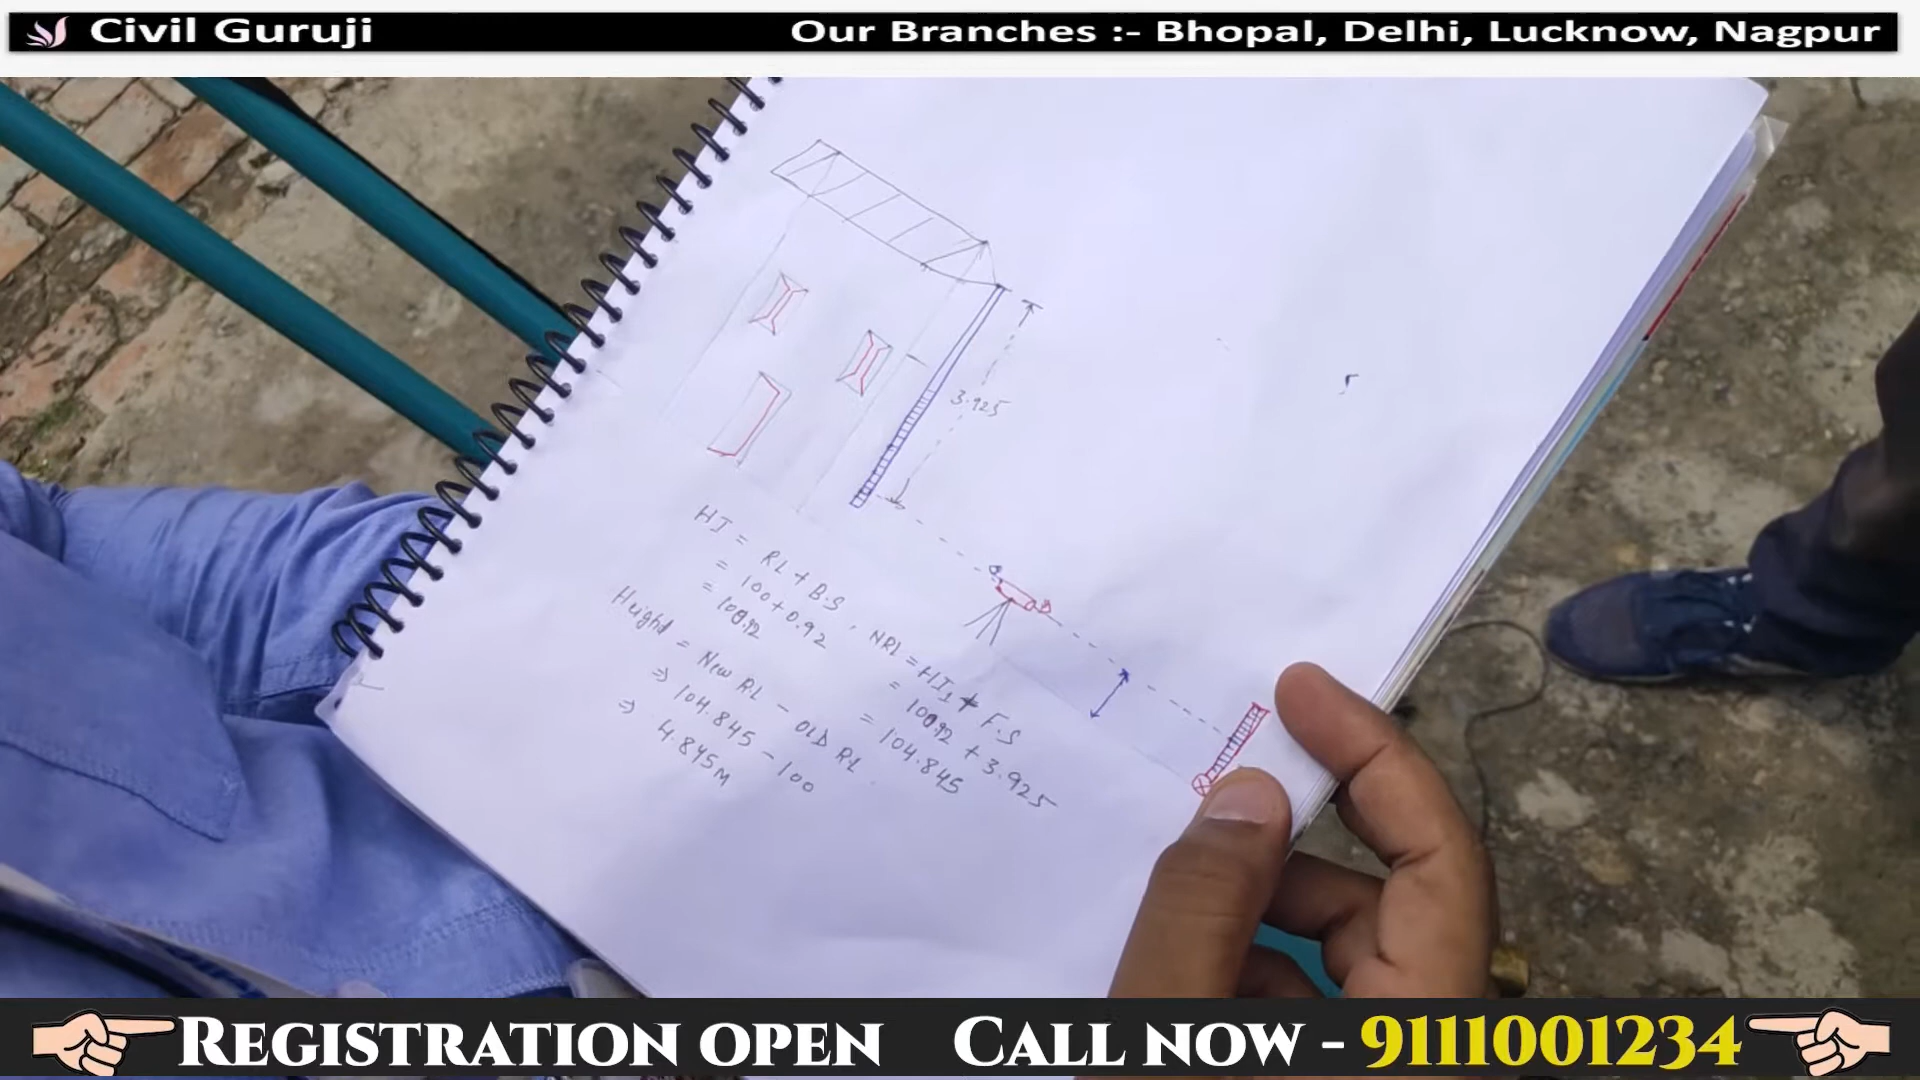 Civil Guruji
Our Branches :- Bhopal, Delhi, Lucknow, Nagpur
3.925
HI = RL + B.S
= 100 + 0.92
= 100.92
, NRL = HI1 + F.S
= 100.92 + 3.925
= 104.845
Height = New RL - OLD RL
⇒ 104.845 - 100
⇒ 4.845M
REGISTRATION OPEN CALL NOW - 9111001234